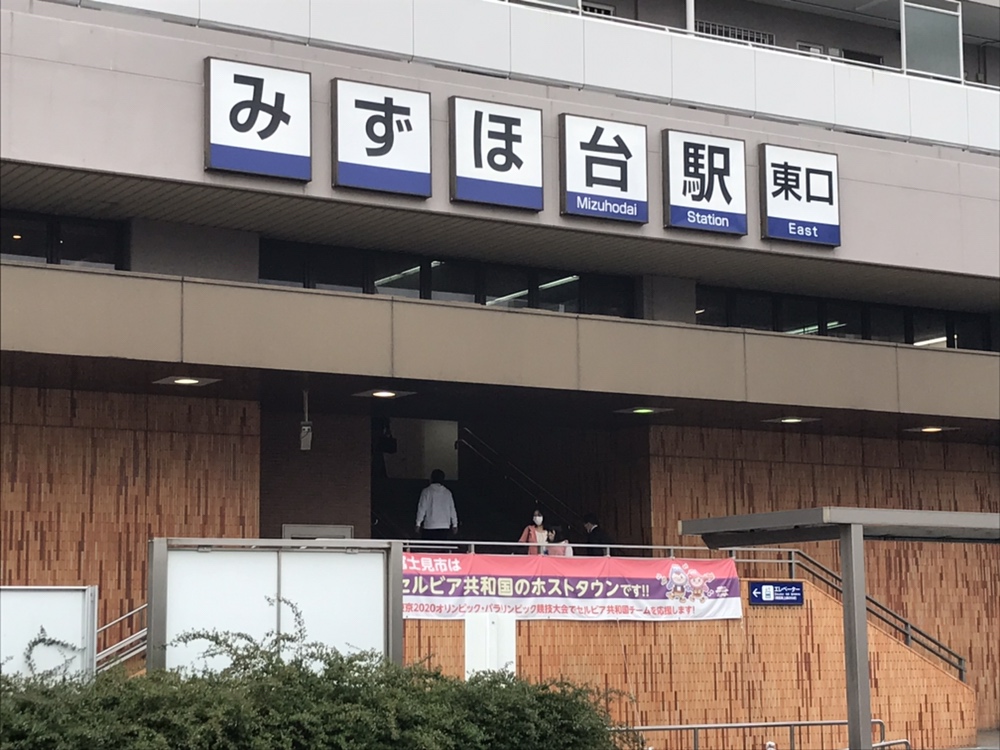 みずほ台駅 東口
Mizuhodai Station East
士見市は
セルビア共和国のホストタウンです!!
京2020オリンピック・パラリンピック競技大会でセルビア共和国チームを応援します!
← エレベーター